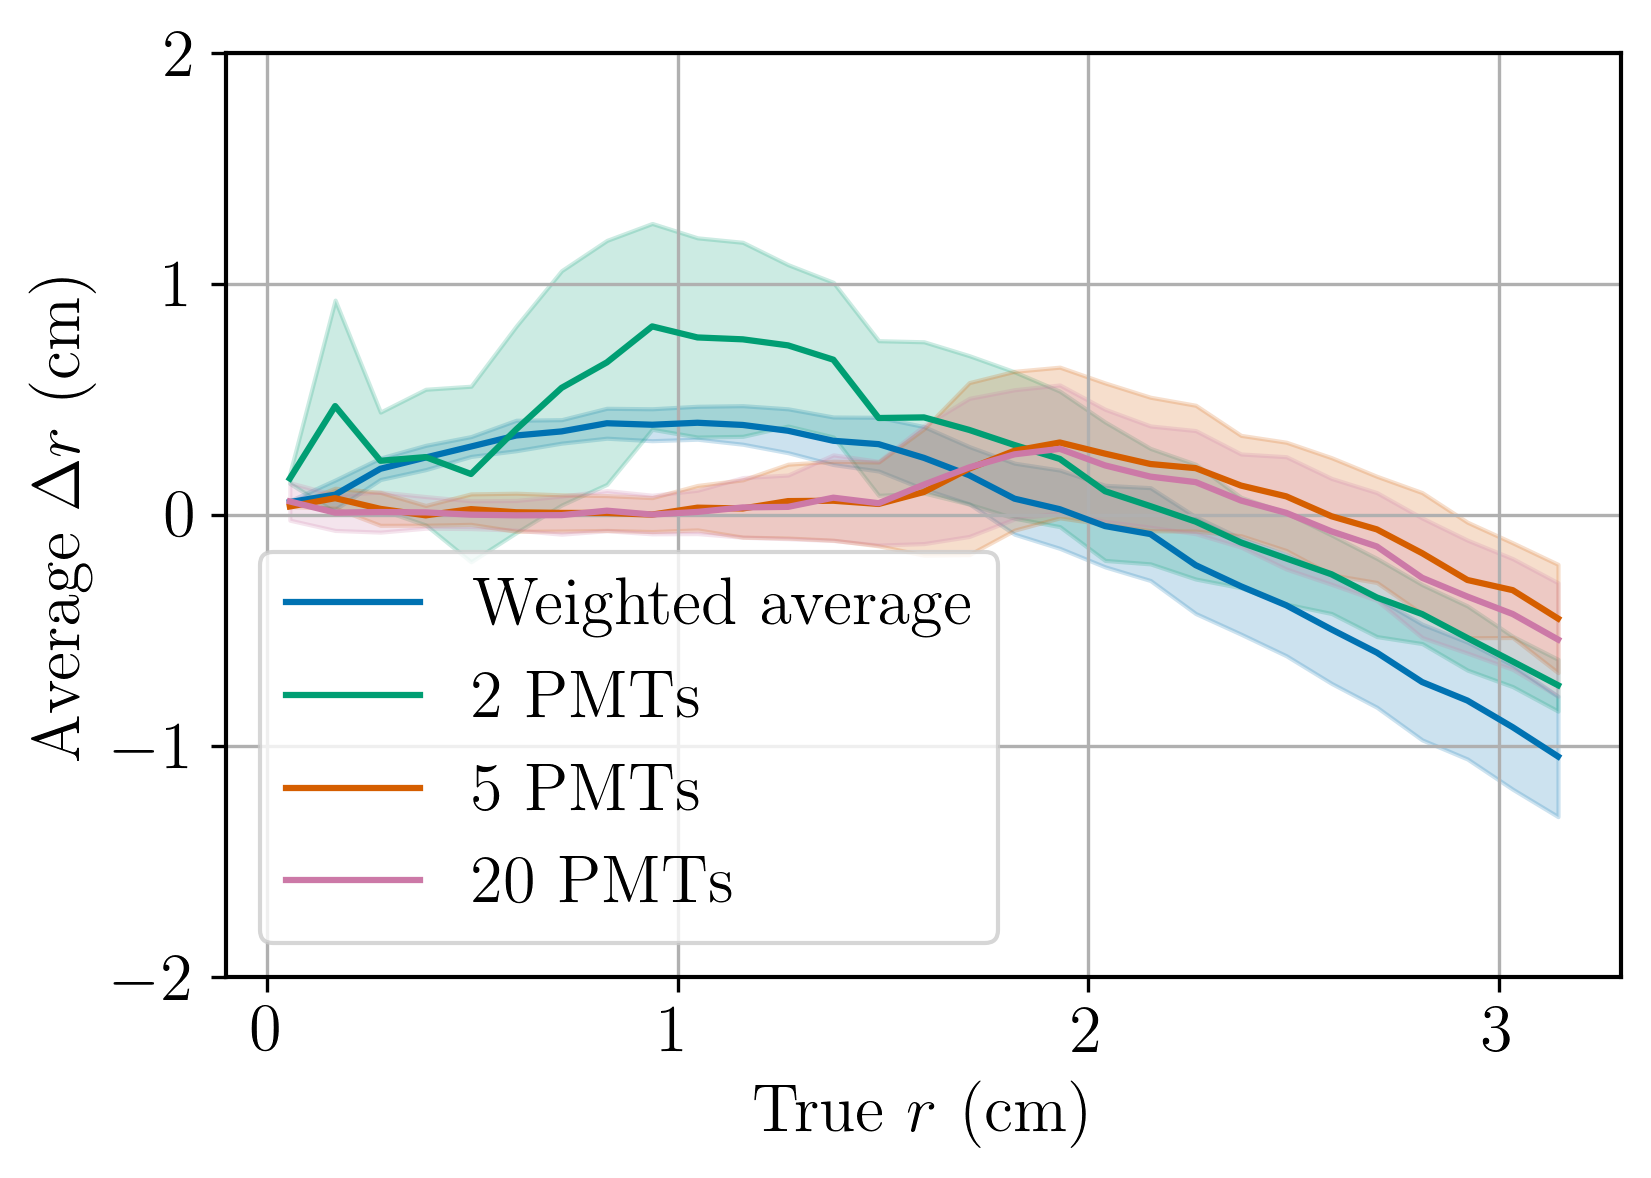 Average Δr (cm)
2
1
0
−1
−2
Weighted average
2 PMTs
5 PMTs
20 PMTs
0 1 2 3
True r (cm)